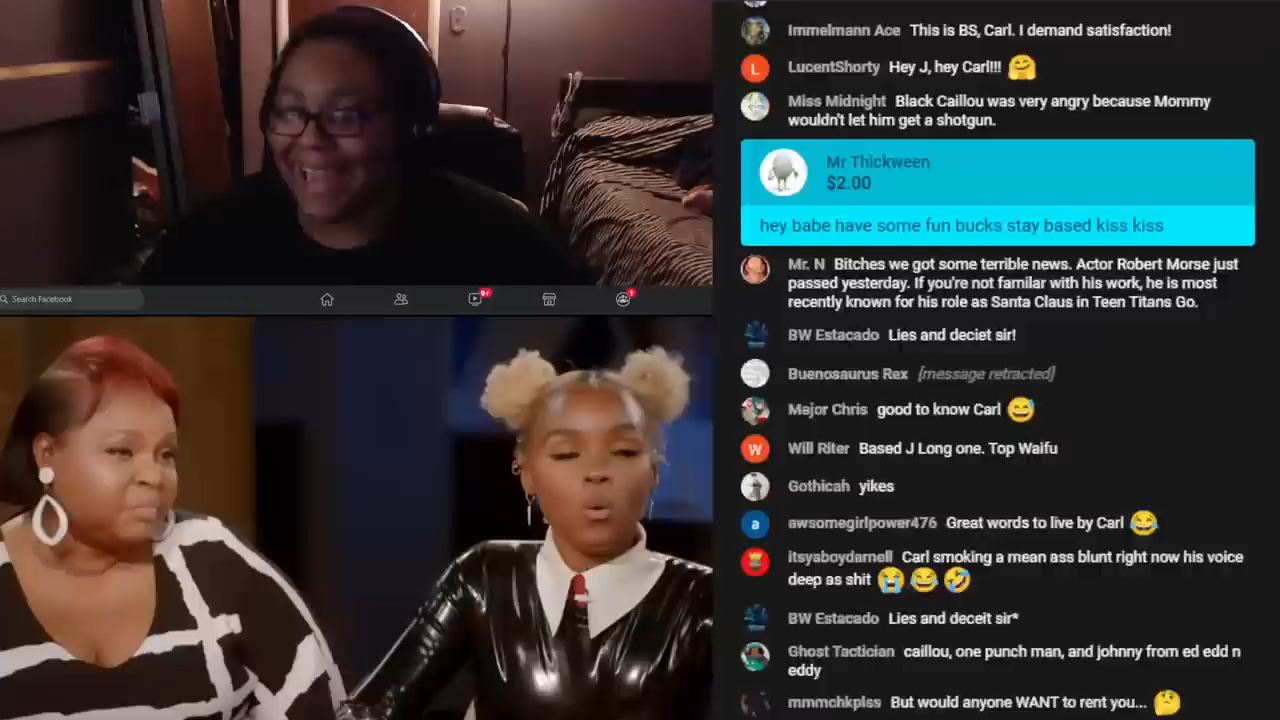 Immelmann Ace This is BS, Carl. I demand satisfaction!
L LucentShorty Hey J, hey Carl!!! 🤗
Miss Midnight Black Caillou was very angry because Mommy
wouldn't let him get a shotgun.
Mr Thickween
$2.00
hey babe have some fun bucks stay based kiss kiss
Mr. N Bitches we got some terrible news. Actor Robert Morse just
passed yesterday. If you're not familar with his work, he is most
recently known for his role as Santa Claus in Teen Titans Go.
Search Facebook
9+
1
BW Estacado Lies and deciet sir!
Buenosaurus Rex [message retracted]
Major Chris good to know Carl 😅
W Will Riter Based J Long one. Top Waifu
Gothicah yikes
a awsomegirlpower476 Great words to live by Carl 😂
itsyaboydarnell Carl smoking a mean ass blunt right now his voice
deep as shit 😭😂🤣
BW Estacado Lies and deceit sir*
Ghost Tactician caillou, one punch man, and johnny from ed edd n
eddy
mmmchkplss But would anyone WANT to rent you... 🤔